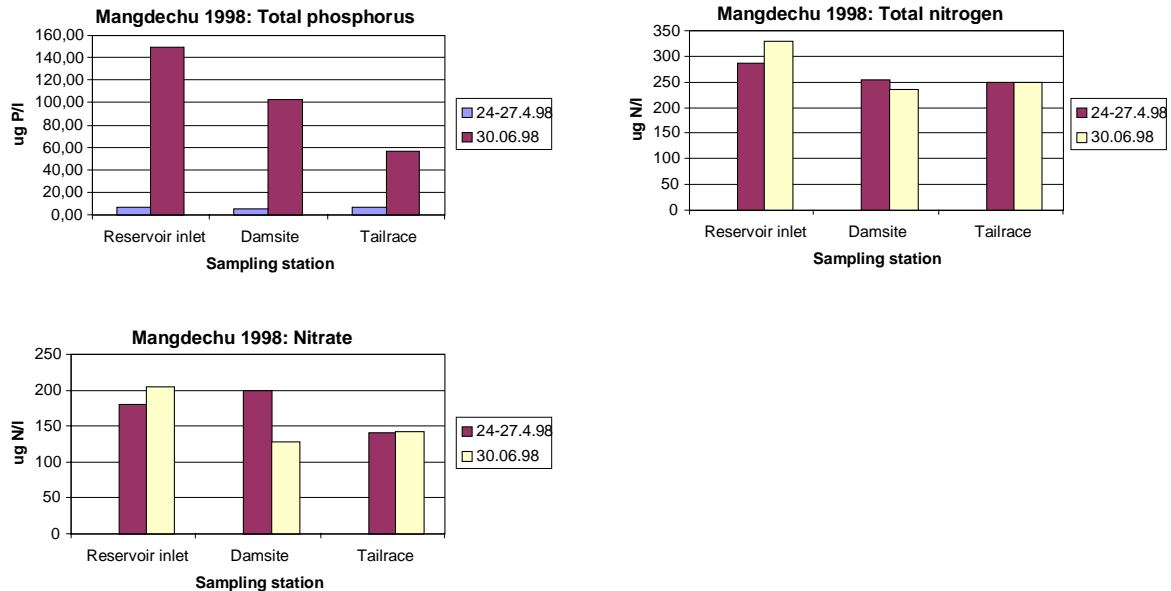 Mangdechu 1998: Total phosphorus
160,00
140,00
120,00
100,00
80,00
60,00
40,00
20,00
0,00
ug P/l
Reservoir inlet Damsite Tailrace
Sampling station
24-27.4.98
30.06.98
Mangdechu 1998: Total nitrogen
350
300
250
200
150
100
50
0
ug N/l
Reservoir inlet Damsite Tailrace
Sampling station
24-27.4.98
30.06.98
Mangdechu 1998: Nitrate
250
200
150
100
50
0
ug N/l
Reservoir inlet Damsite Tailrace
Sampling station
24-27.4.98
30.06.98